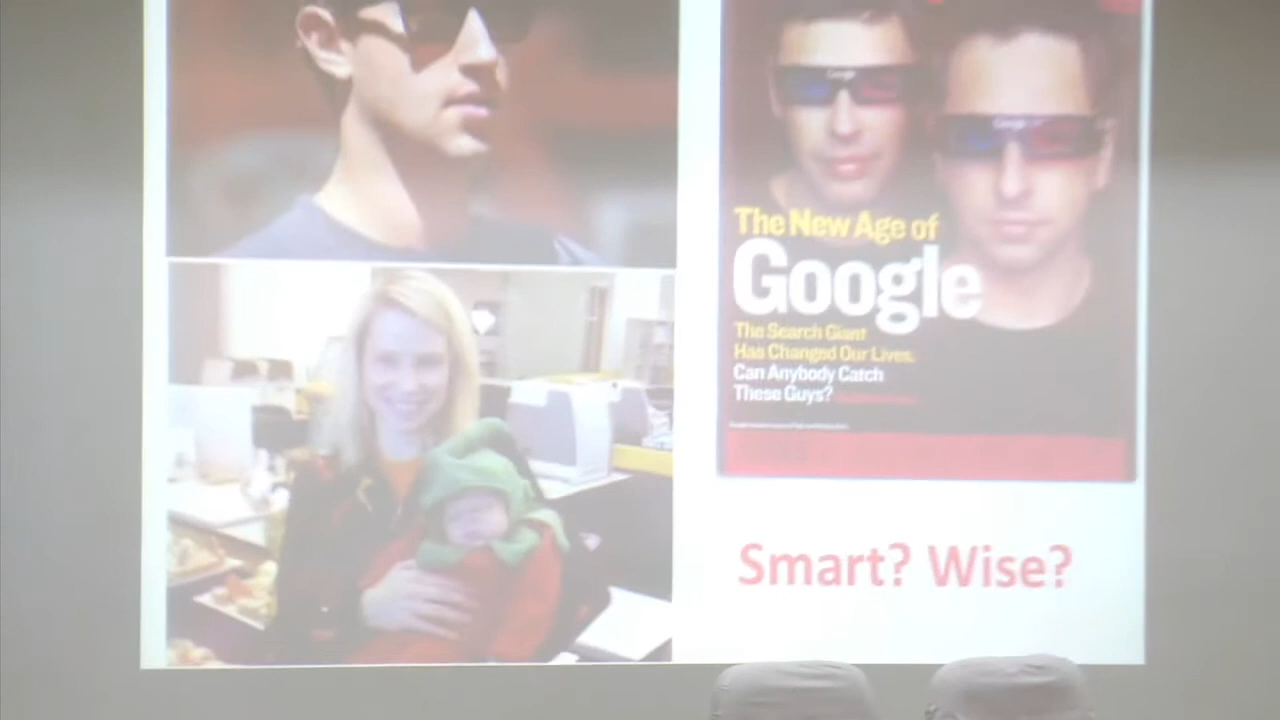 The New Age of
Google
The Search Giant
Has Changed Our Lives.
Can Anybody Catch
These Guys?
Smart? Wise?